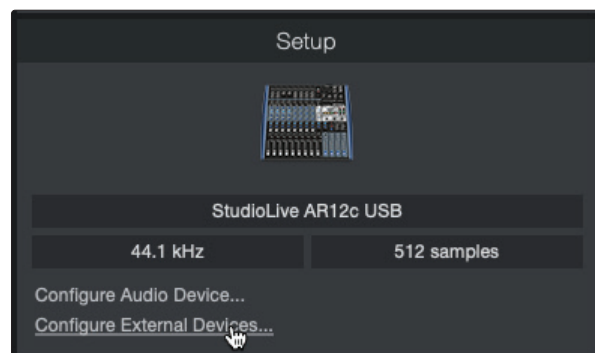 Setup
StudioLive AR12c USB
44.1 kHz 512 samples
Configure Audio Device...
Configure External Devices...